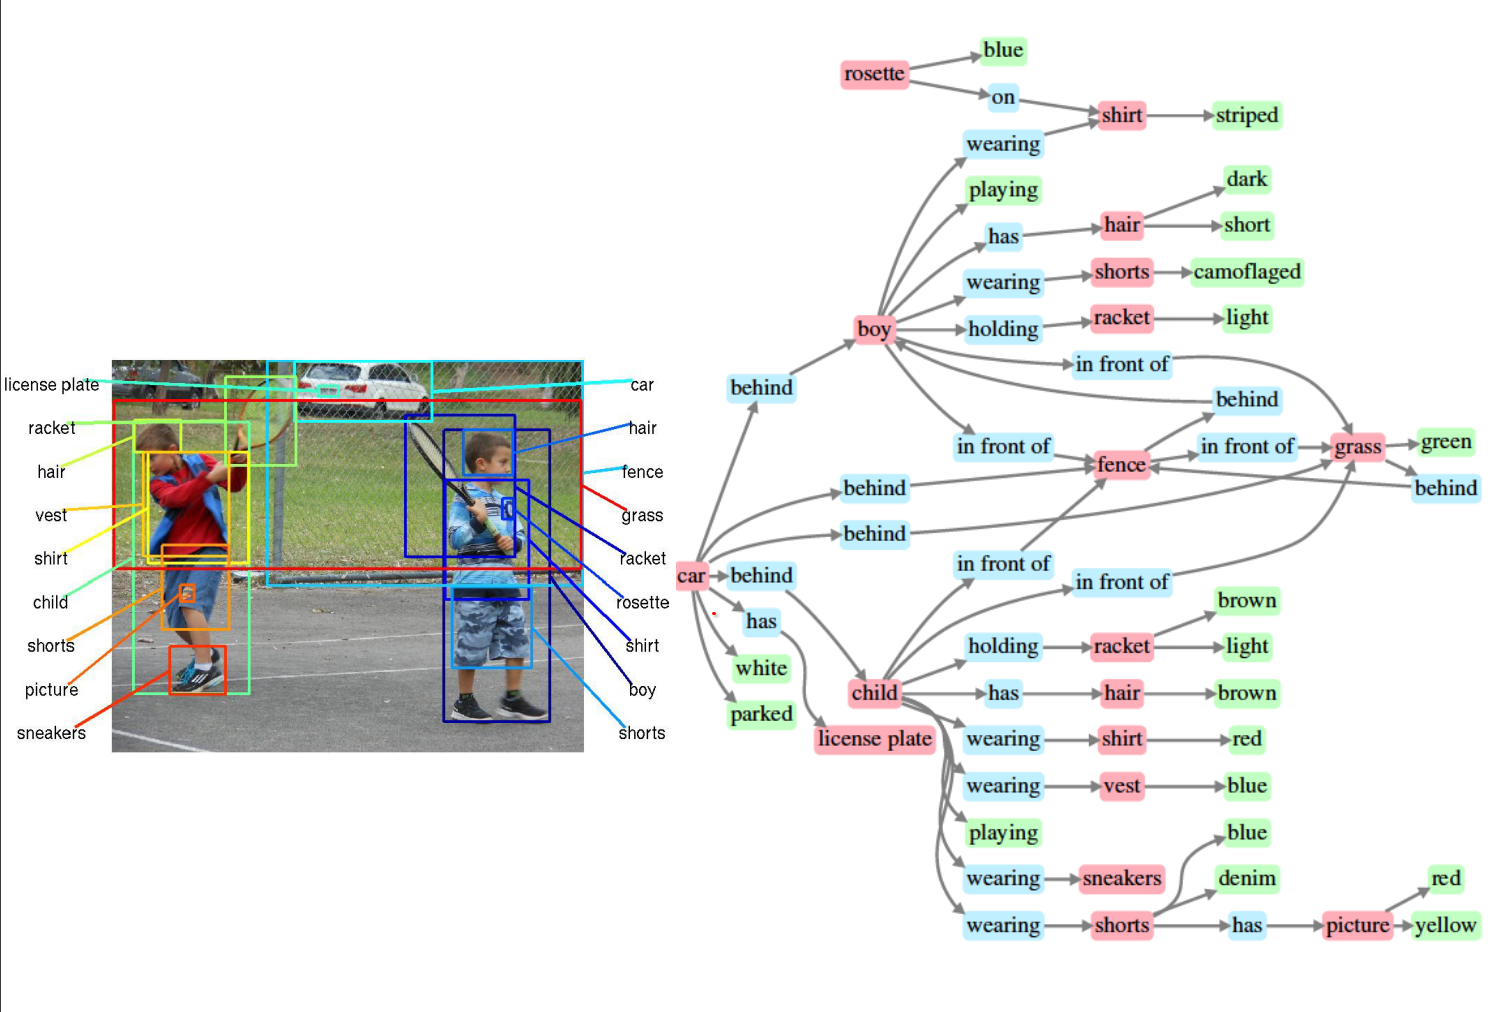 license plate
racket
hair
vest
shirt
child
shorts
picture
sneakers
car
hair
fence
grass
racket
rosette
shirt
boy
shorts
rosette
blue
on
shirt
striped
wearing
playing
dark
has
hair
short
wearing
shorts
camoflaged
boy
holding
racket
light
in front of
behind
behind
in front of
fence
in front of
grass
green
behind
behind
behind
car
behind
in front of
in front of
has
brown
holding
racket
light
white
child
has
hair
brown
parked
license plate
wearing
shirt
red
wearing
vest
blue
playing
blue
wearing
sneakers
denim
red
wearing
shorts
has
picture
yellow